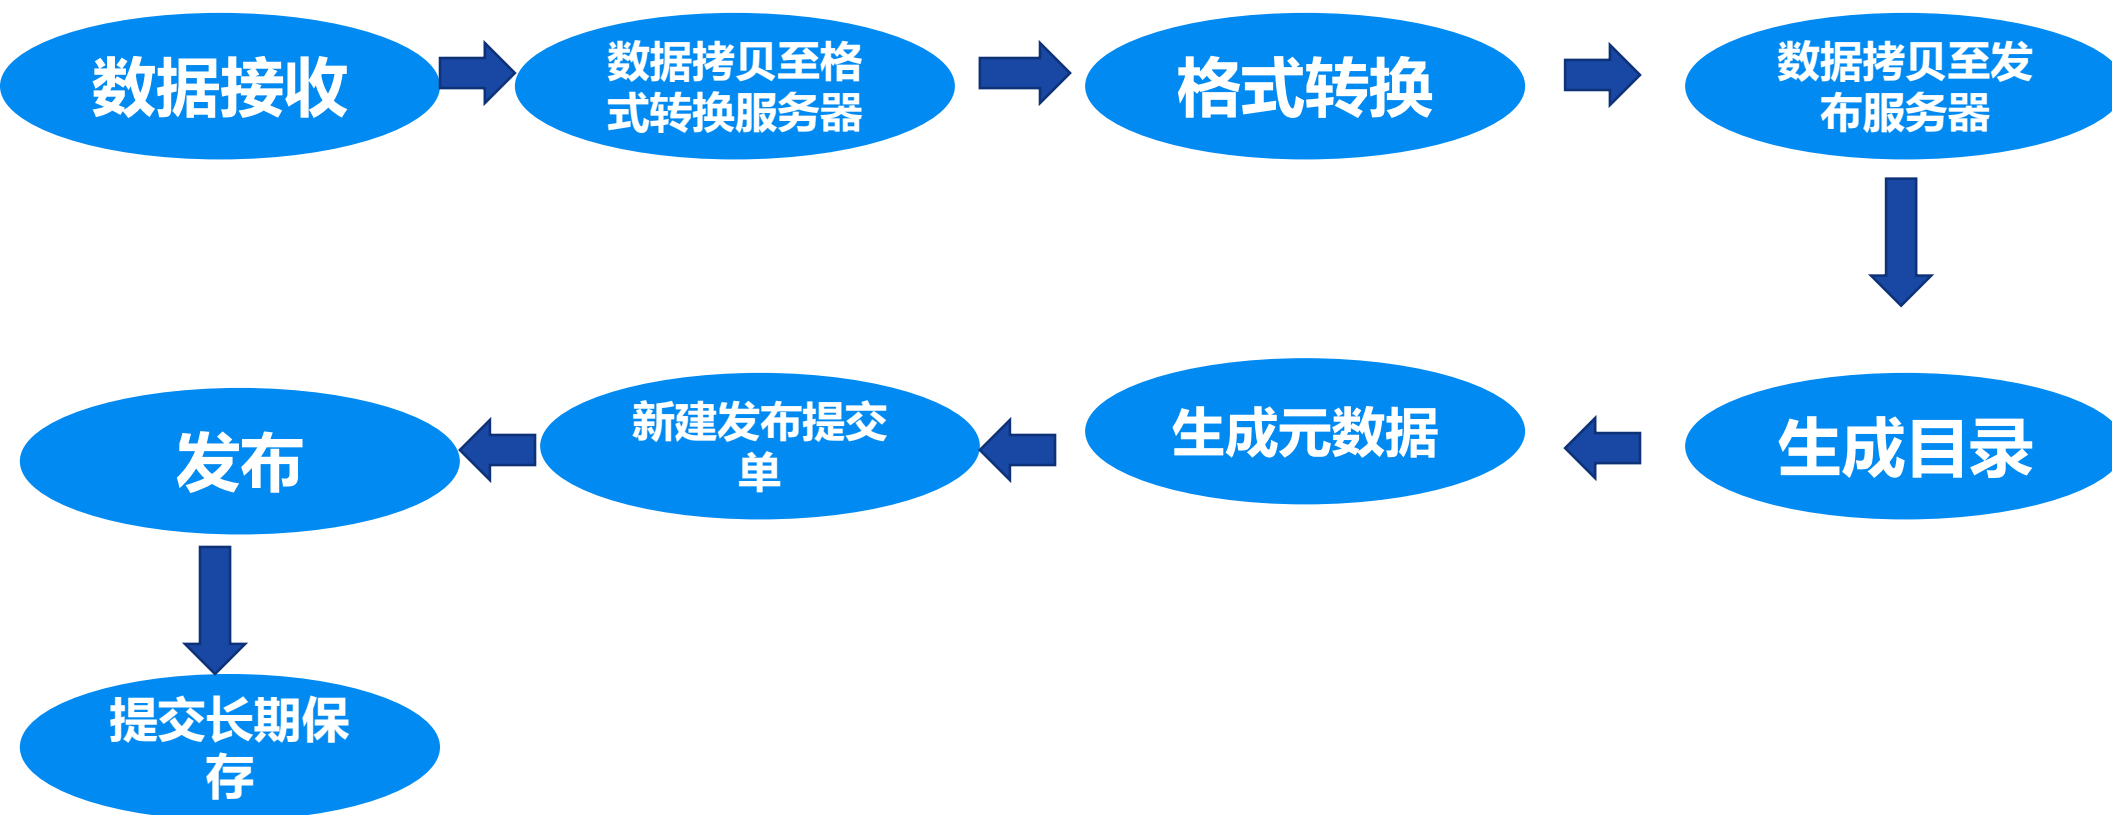 数据接收
数据拷贝至格
式转换服务器
格式转换
数据拷贝至发
布服务器
生成目录
生成元数据
新建发布提交
单
发布
提交长期保
存